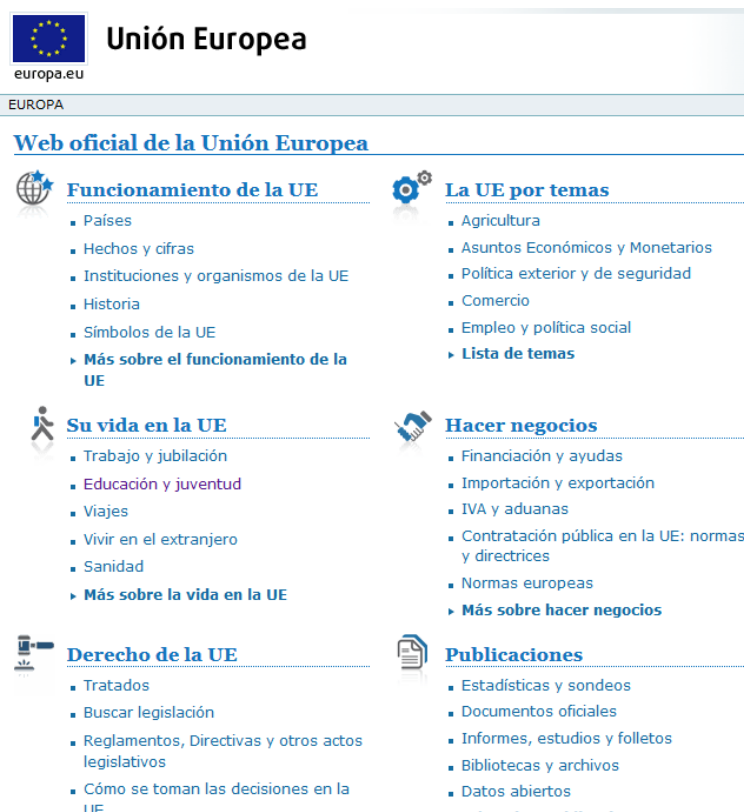 Unión Europea
europa.eu
EUROPA
Web oficial de la Unión Europea
Funcionamiento de la UE
Países
Hechos y cifras
Instituciones y organismos de la UE
Historia
Símbolos de la UE
Más sobre el funcionamiento de la
UE
La UE por temas
Agricultura
Asuntos Económicos y Monetarios
Política exterior y de seguridad
Comercio
Empleo y política social
Lista de temas
Su vida en la UE
Trabajo y jubilación
Educación y juventud
Viajes
Vivir en el extranjero
Sanidad
Más sobre la vida en la UE
Hacer negocios
Financiación y ayudas
Importación y exportación
IVA y aduanas
Contratación pública en la UE: normas
y directrices
Normas europeas
Más sobre hacer negocios
Derecho de la UE
Tratados
Buscar legislación
Reglamentos, Directivas y otros actos
legislativos
Cómo se toman las decisiones en la
UE
Publicaciones
Estadísticas y sondeos
Documentos oficiales
Informes, estudios y folletos
Bibliotecas y archivos
Datos abiertos